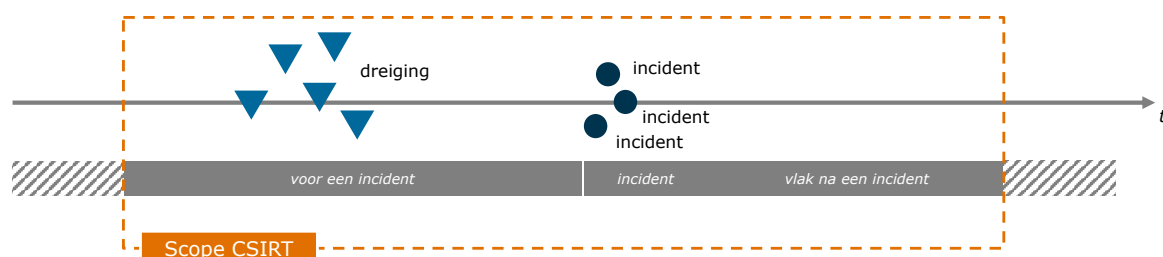 dreiging
incident
incident
incident
t
voor een incident
incident
vlak na een incident
Scope CSIRT